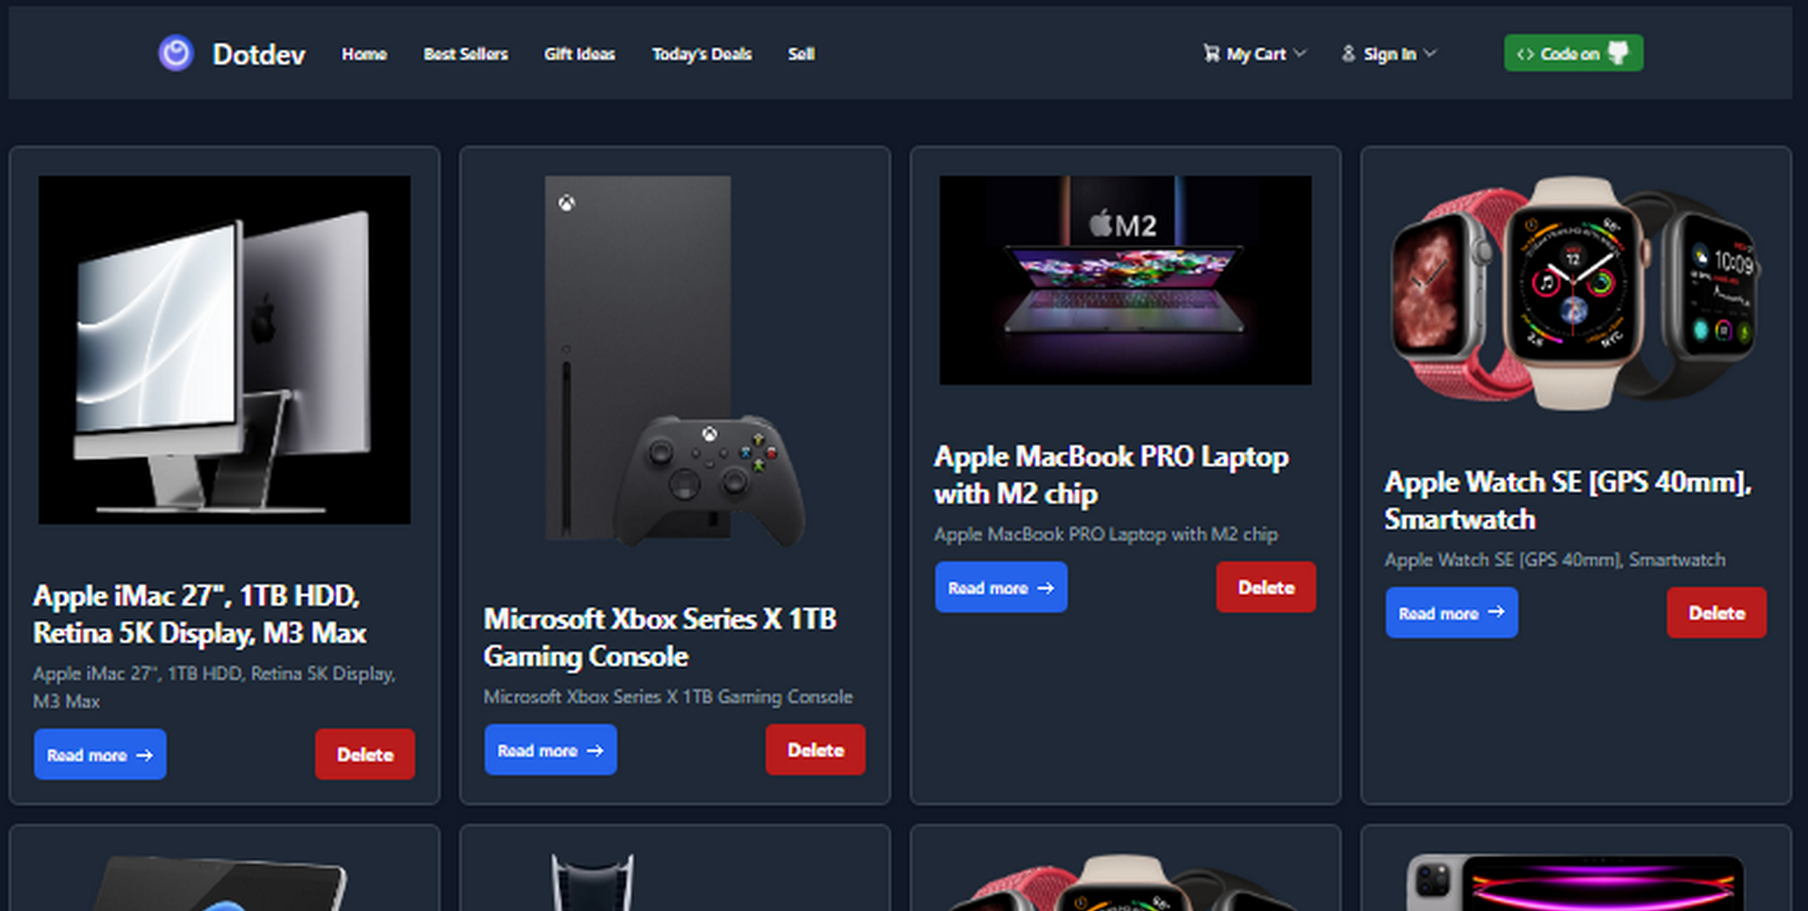 Dotdev
Home
Best Sellers
Gift Ideas
Today's Deals
Sell
My Cart
Sign In
<> Code on
M2
12
NYC
10:09
Apple iMac 27", 1TB HDD,
Retina 5K Display, M3 Max
Apple iMac 27", 1TB HDD, Retina 5K Display,
M3 Max
Read more →
Delete
Microsoft Xbox Series X 1TB
Gaming Console
Microsoft Xbox Series X 1TB Gaming Console
Read more →
Delete
Apple MacBook PRO Laptop
with M2 chip
Apple MacBook PRO Laptop with M2 chip
Read more →
Delete
Apple Watch SE [GPS 40mm],
Smartwatch
Apple Watch SE [GPS 40mm], Smartwatch
Read more →
Delete